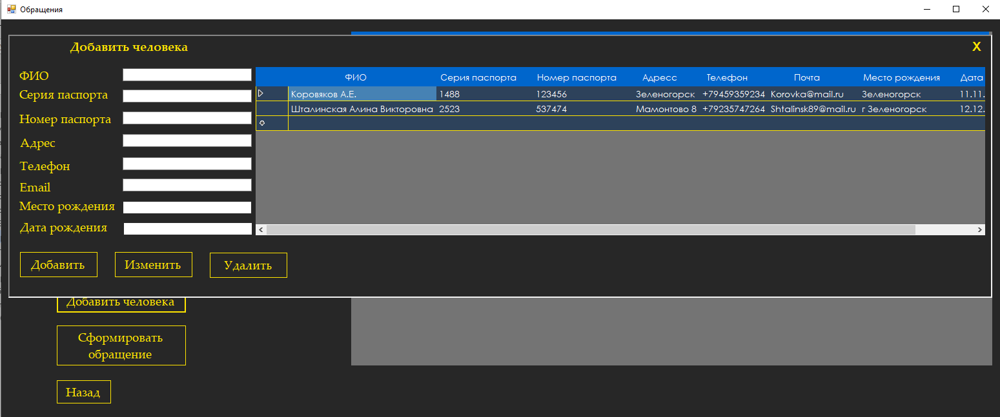 Обращения
Добавить человека
X
ФИО
Серия паспорта
Номер паспорта
Адрес
Телефон
Email
Место рождения
Дата рождения
ФИО Серия паспорта Номер паспорта Адресс Телефон Почта Место рождения Дата
Коровяков А.Е. 1488 123456 Зеленогорск +79459359234 Korovka@mail.ru Зеленогорск 11.11.
Шталинская Алина Викторовна 2523 537474 Мамонтово 8 +79235747264 Shtalinsk89@mail.ru г Зеленогорск 12.12.
Добавить Изменить Удалить
Добавить человека
Сформировать
обращение
Назад